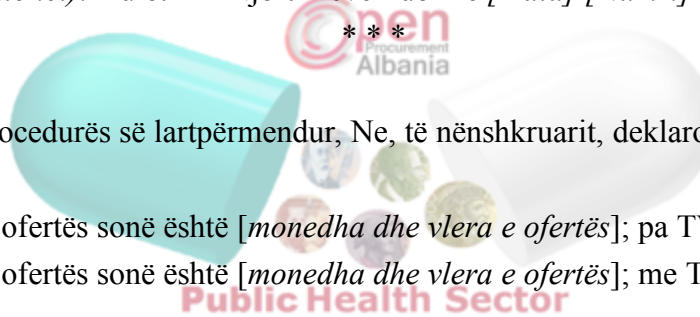 * * *
Open
Procurement
Albania
ocedurës së lartpërmendur, Ne, të nënshkruarit, deklaro
ofertës sonë është [monedha dhe vlera e ofertës]; pa T
ofertës sonë është [monedha dhe vlera e ofertës]; me T
Public Health Sector